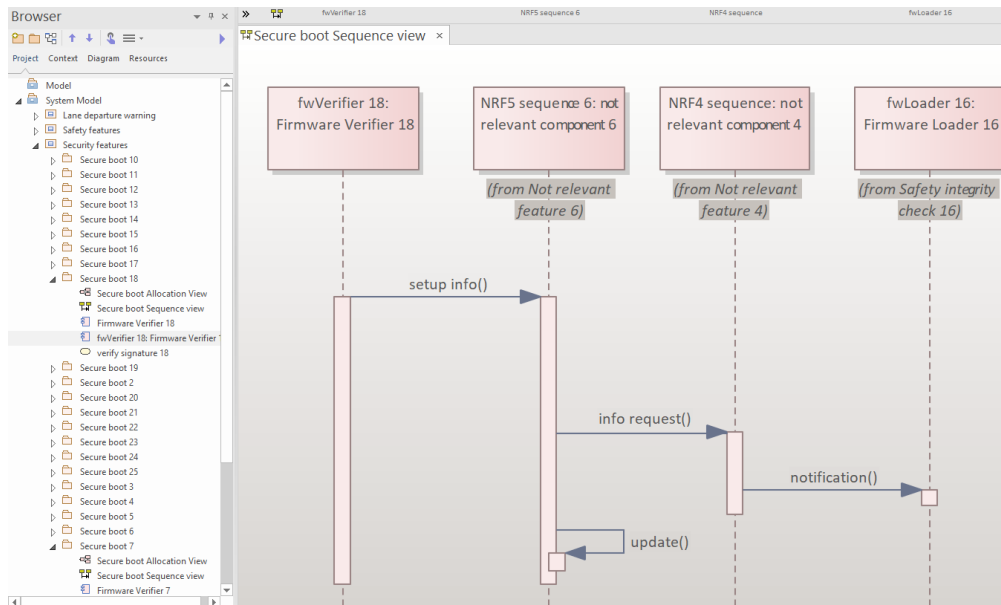 Browser
Project Context Diagram Resources
Model
System Model
Lane departure warning
Safety features
Security features
Secure boot 10
Secure boot 11
Secure boot 12
Secure boot 13
Secure boot 14
Secure boot 15
Secure boot 16
Secure boot 17
Secure boot 18
Secure boot Allocation View
Secure boot Sequence view
Firmware Verifier 18
fwVerifier 18: Firmware Verifier 1
verify signature 18
Secure boot 19
Secure boot 2
Secure boot 20
Secure boot 21
Secure boot 22
Secure boot 23
Secure boot 24
Secure boot 25
Secure boot 3
Secure boot 4
Secure boot 5
Secure boot 6
Secure boot 7
Secure boot Allocation View
Secure boot Sequence view
Firmware Verifier 7
fwVerifier 18 NRF5 sequence 6 NRF4 sequence fwLoader 16
Secure boot Sequence view ×
fwVerifier 18:
Firmware Verifier 18
NRF5 sequence 6: not
relevant component 6
(from Not relevant
feature 6)
NRF4 sequence: not
relevant component 4
(from Not relevant
feature 4)
fwLoader 16:
Firmware Loader 16
(from Safety integrity
check 16)
setup info()
info request()
notification()
update()